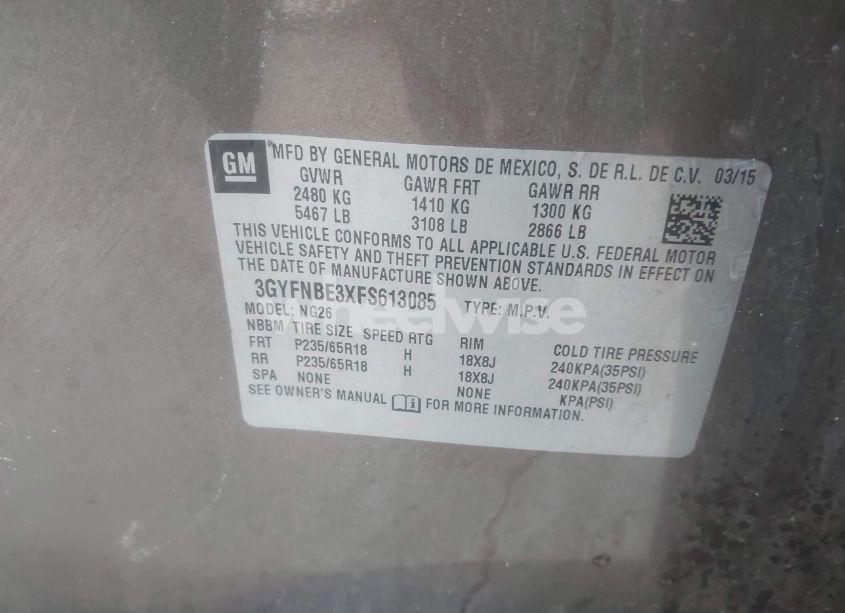 GM
MFD BY GENERAL MOTORS DE MEXICO, S. DE R.L. DE C.V. 03/15
GVWR GAWR FRT GAWR RR
2480 KG 1410 KG 1300 KG
5467 LB 3108 LB 2866 LB
THIS VEHICLE CONFORMS TO ALL APPLICABLE U.S. FEDERAL MOTOR
VEHICLE SAFETY AND THEFT PREVENTION STANDARDS IN EFFECT ON
THE DATE OF MANUFACTURE SHOWN ABOVE.
3GYFNBE3XFS613085 TYPE: M.P.V.
MODEL: NG26
NBBM TIRE SIZE SPEED RTG RIM COLD TIRE PRESSURE
FRT P235/65R18 H 18X8J 240KPA(35PSI)
RR P235/65R18 H 18X8J 240KPA(35PSI)
SPA NONE NONE KPA(PSI)
SEE OWNER'S MANUAL FOR MORE INFORMATION.
wheelwise